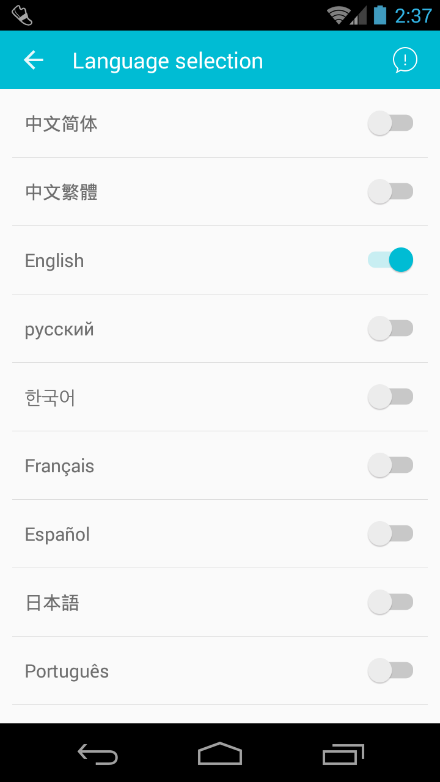 2:37
Language selection
中文简体
中文繁體
English
русский
한국어
Français
Español
日本語
Português